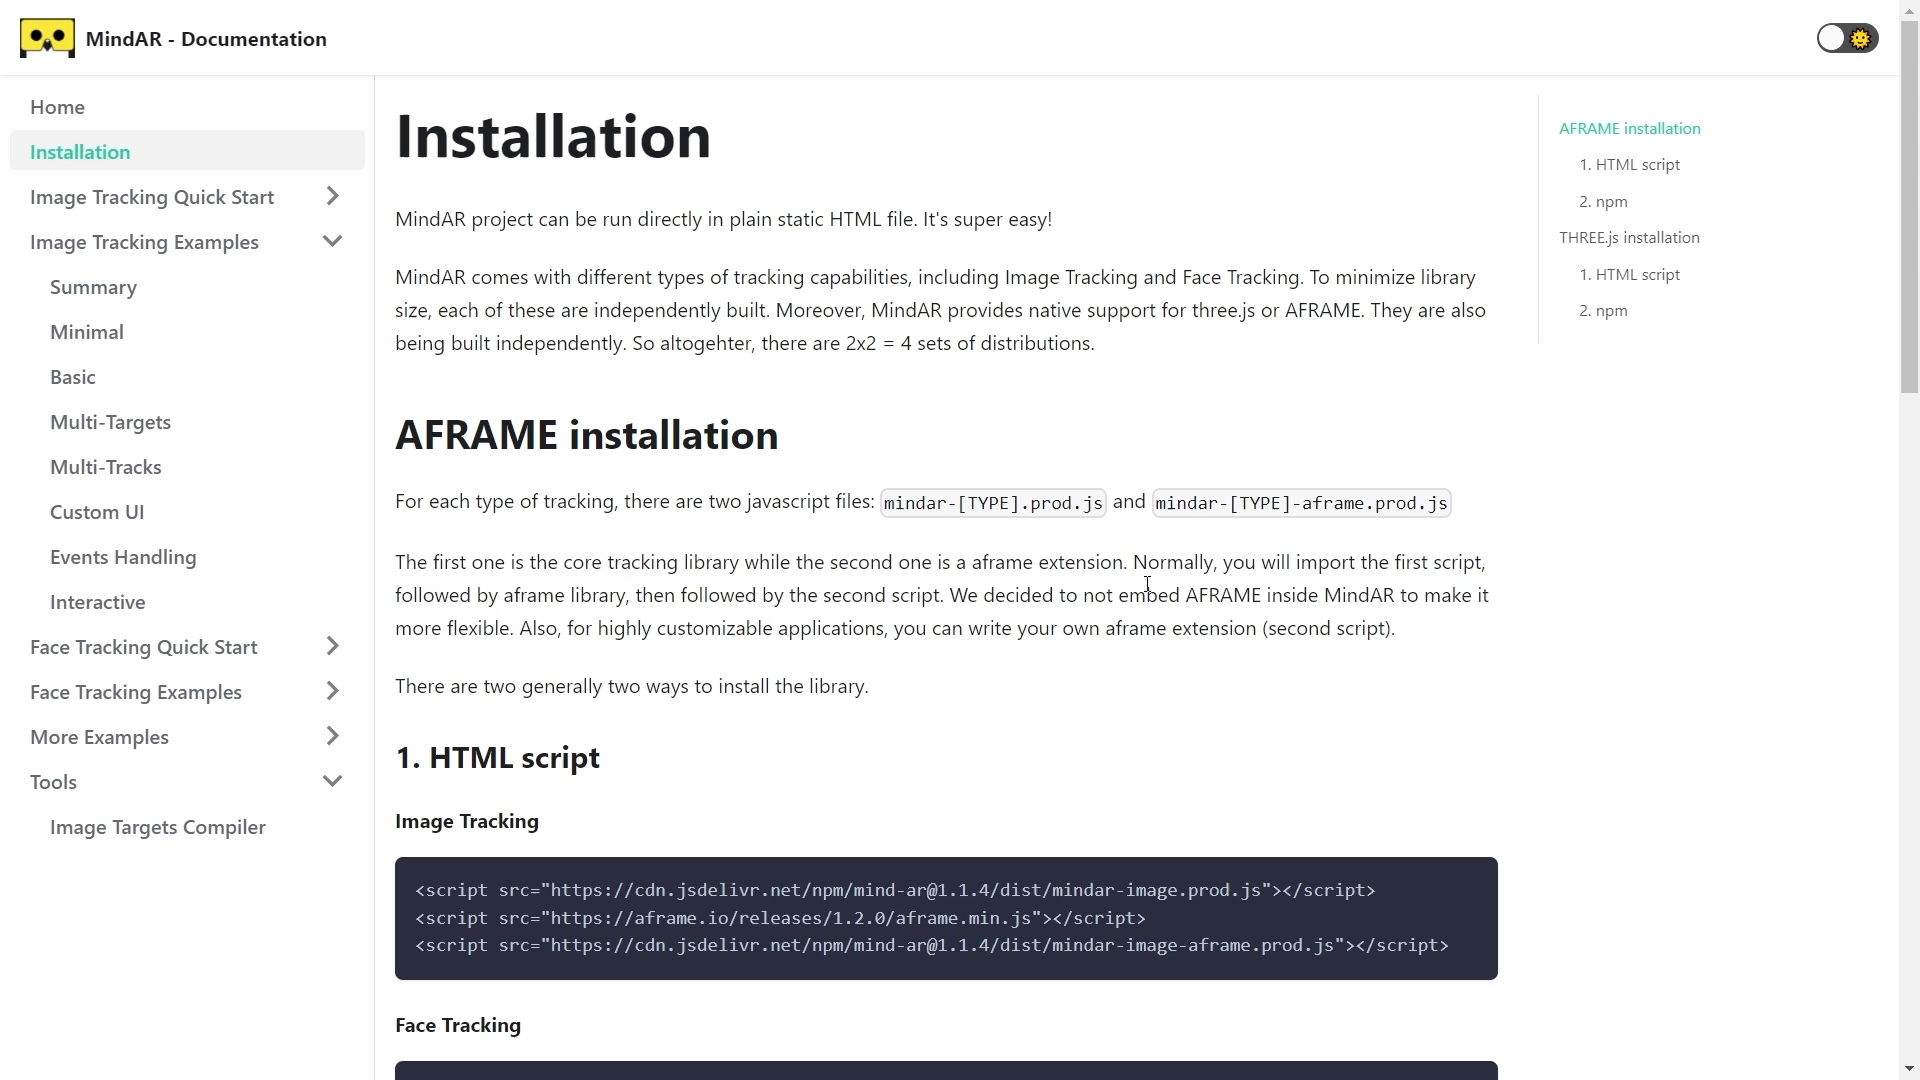 MindAR - Documentation
Home
Installation
Image Tracking Quick Start
Image Tracking Examples
Summary
Minimal
Basic
Multi-Targets
Multi-Tracks
Custom UI
Events Handling
Interactive
Face Tracking Quick Start
Face Tracking Examples
More Examples
Tools
Image Targets Compiler
Installation
MindAR project can be run directly in plain static HTML file. It's super easy!
MindAR comes with different types of tracking capabilities, including Image Tracking and Face Tracking. To minimize library
size, each of these are independently built. Moreover, MindAR provides native support for three.js or AFRAME. They are also
being built independently. So altogehter, there are 2x2 = 4 sets of distributions.
AFRAME installation
For each type of tracking, there are two javascript files: mindar-[TYPE].prod.js and mindar-[TYPE]-aframe.prod.js
The first one is the core tracking library while the second one is a aframe extension. Normally, you will import the first script,
followed by aframe library, then followed by the second script. We decided to not embed AFRAME inside MindAR to make it
more flexible. Also, for highly customizable applications, you can write your own aframe extension (second script).
There are two generally two ways to install the library.
1. HTML script
Image Tracking
<script src="https://cdn.jsdelivr.net/npm/mind-ar@1.1.4/dist/mindar-image.prod.js"></script>
<script src="https://aframe.io/releases/1.2.0/aframe.min.js"></script>
<script src="https://cdn.jsdelivr.net/npm/mind-ar@1.1.4/dist/mindar-image-aframe.prod.js"></script>
Face Tracking
AFRAME installation
1. HTML script
2. npm
THREE.js installation
1. HTML script
2. npm